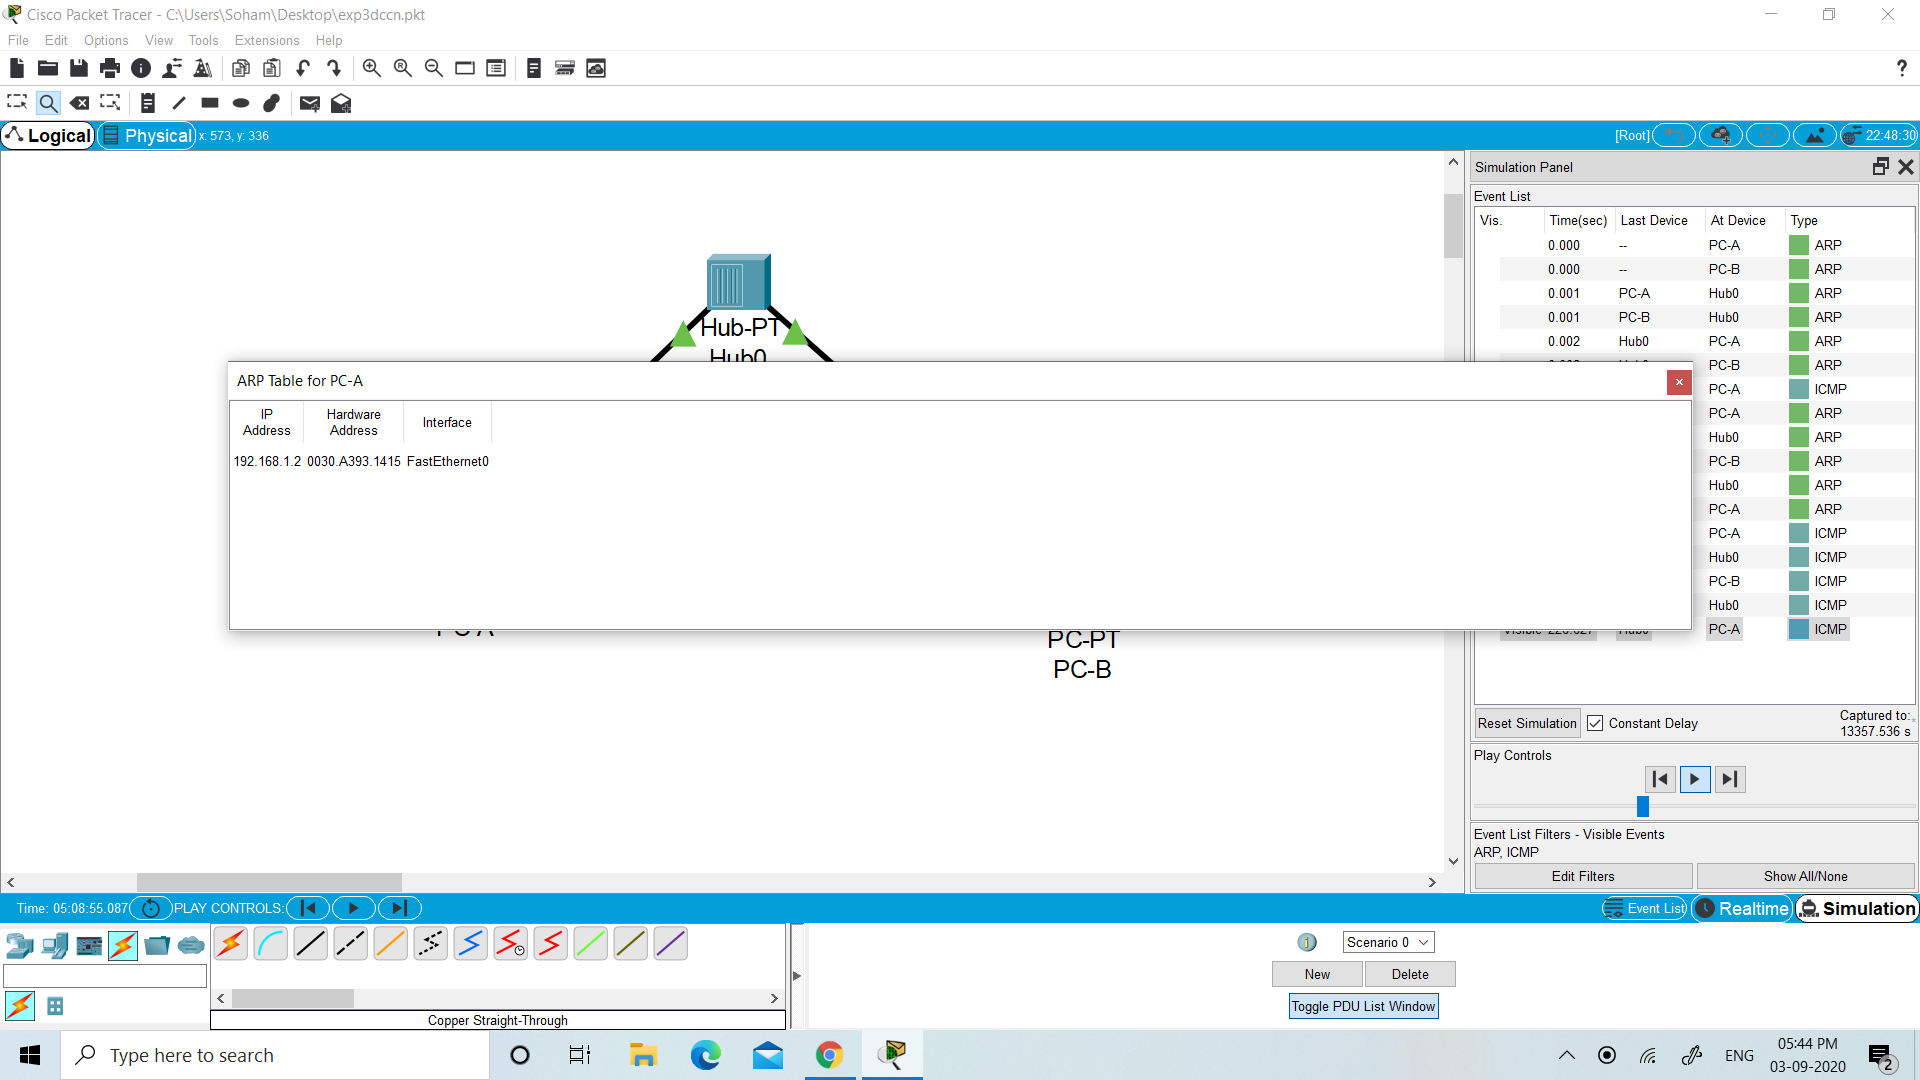 Cisco Packet Tracer - C:\Users\Soham\Desktop\exp3dccn.pkt
File Edit Options View Tools Extensions Help
?
Logical Physical x: 573, y: 336 [Root] 22:48:30
Simulation Panel
Event List
Vis. Time(sec) Last Device At Device Type
0.000 -- PC-A ARP
0.000 -- PC-B ARP
0.001 PC-A Hub0 ARP
0.001 PC-B Hub0 ARP
0.002 Hub0 PC-A ARP
PC-B ARP
PC-A ICMP
PC-A ARP
Hub0 ARP
PC-B ARP
Hub0 ARP
PC-A ARP
PC-A ICMP
Hub0 ICMP
PC-B ICMP
Hub0 ICMP
PC-A ICMP
Hub-PT
Hub0
ARP Table for PC-A
IP Address Hardware Address Interface
192.168.1.2 0030.A393.1415 FastEthernet0
PC-A
PC-PT
PC-B
Reset Simulation Constant Delay Captured to:
13357.536 s
Play Controls
Event List Filters - Visible Events
ARP, ICMP
Edit Filters Show All/None
Time: 05:08:55.087 PLAY CONTROLS: Event List Realtime Simulation
Scenario 0
New Delete
Toggle PDU List Window
Copper Straight-Through
Type here to search
ENG
05:44 PM
03-09-2020
2